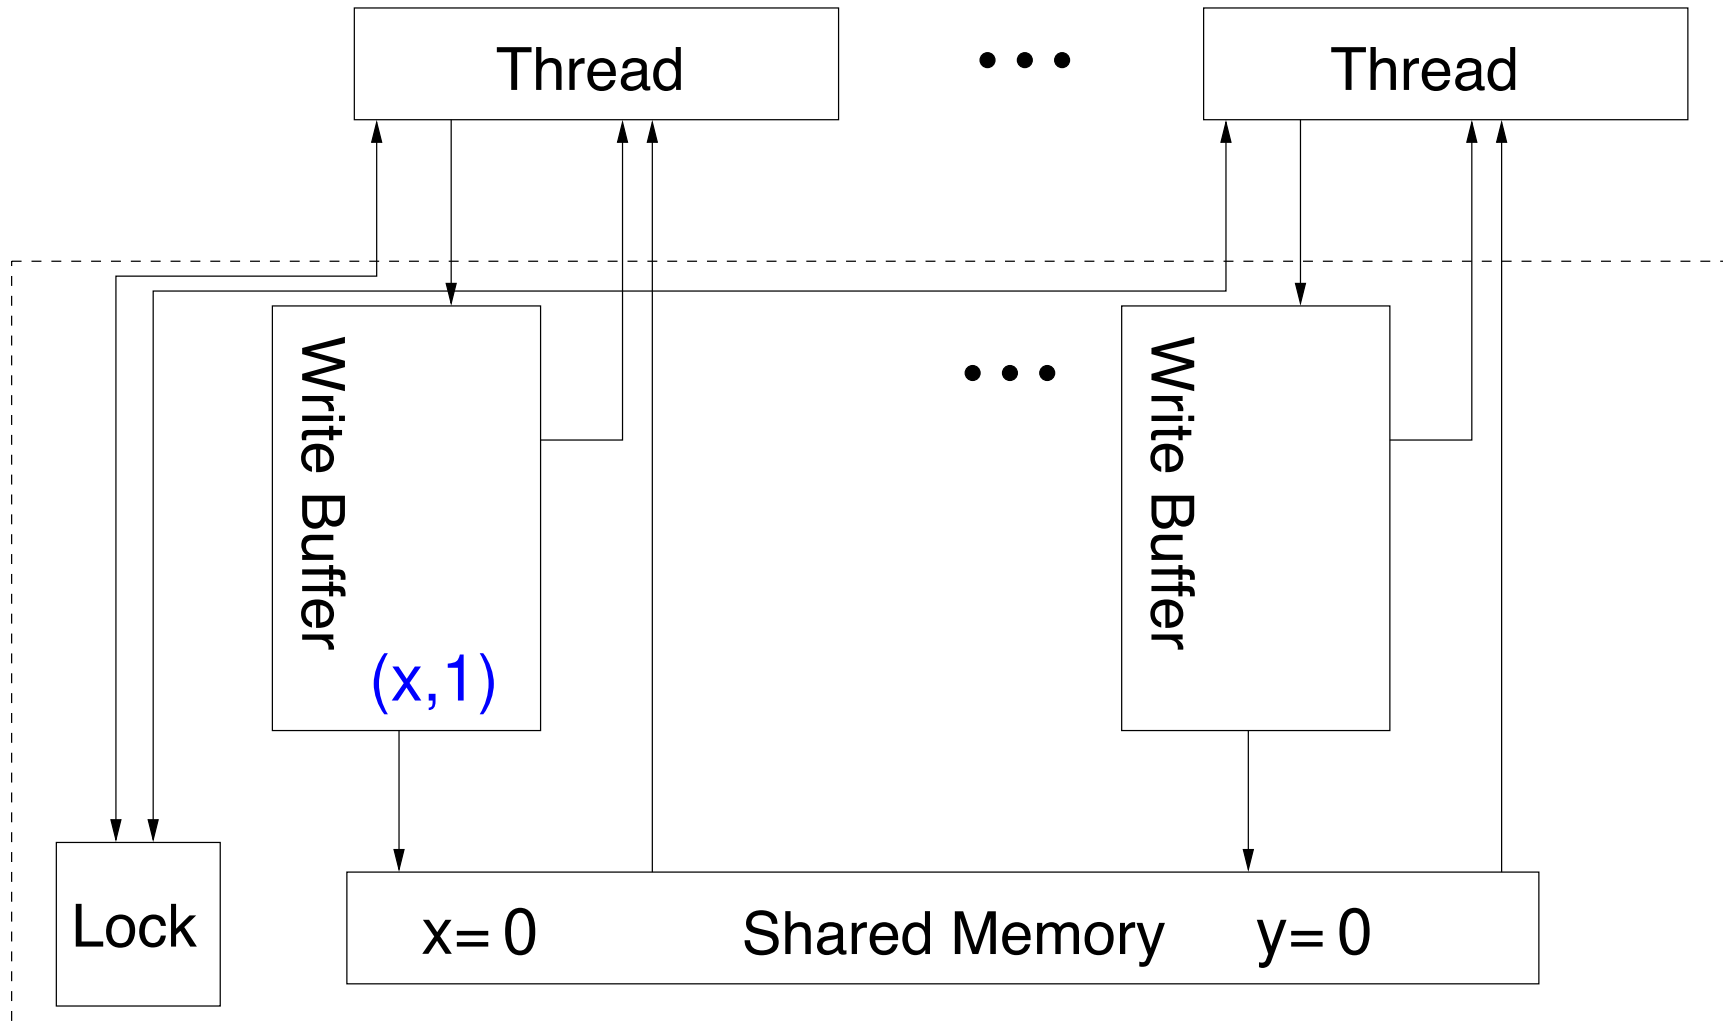 Thread
Thread
Write Buffer
Write Buffer
(x,1)
Lock
x= 0
Shared Memory
y= 0